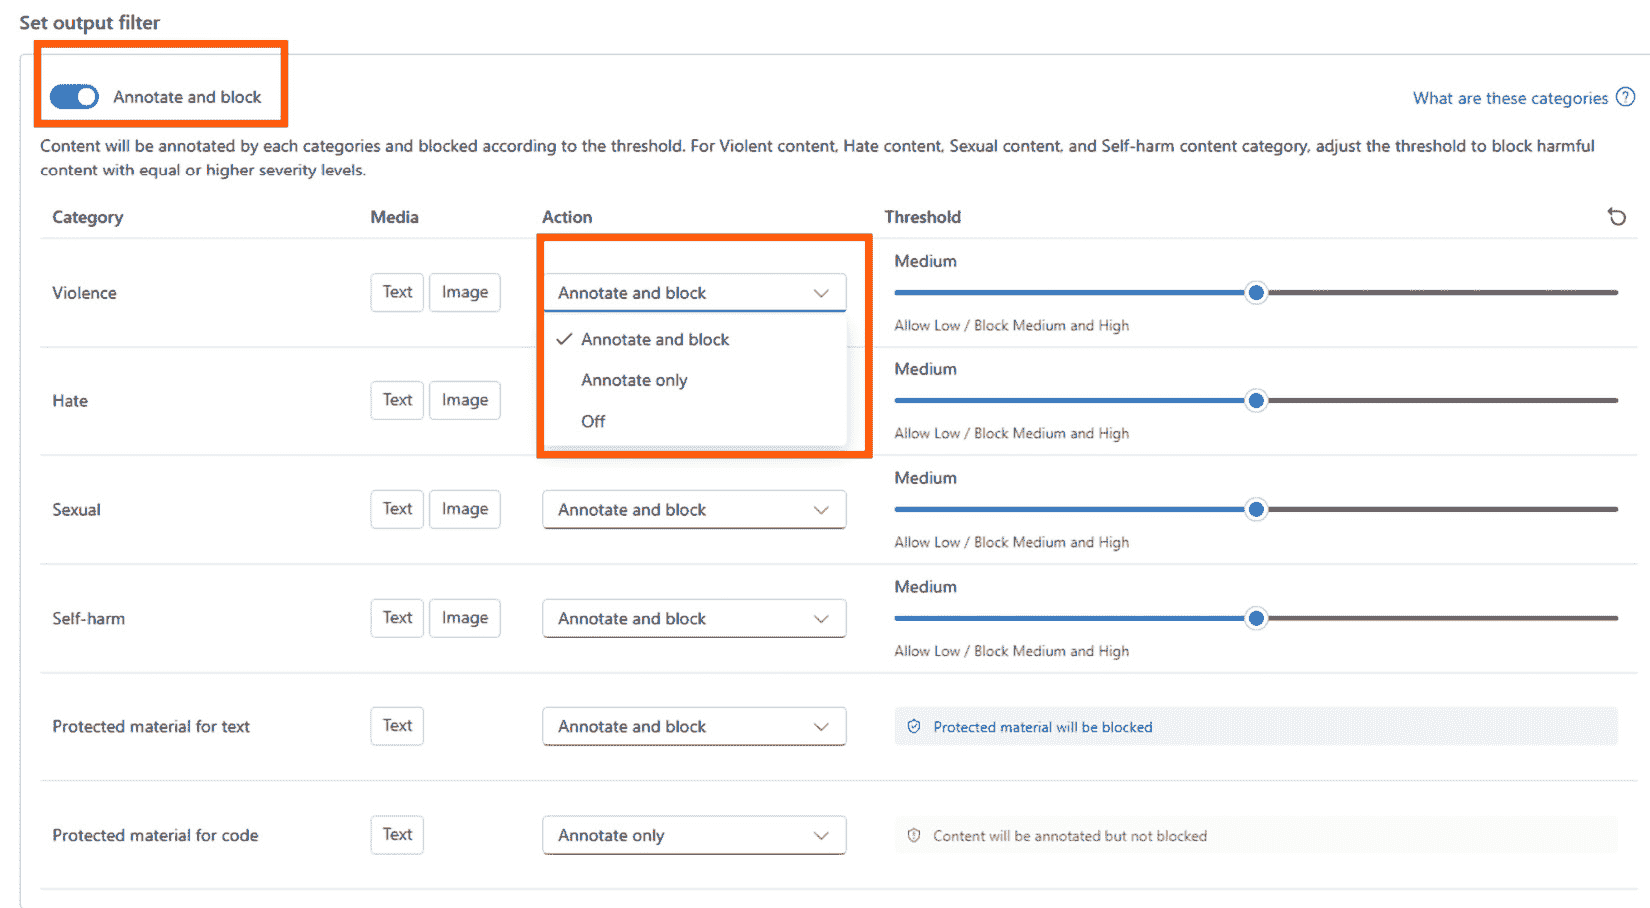 Set output filter
Annotate and block
What are these categories
Content will be annotated by each categories and blocked according to the threshold. For Violent content, Hate content, Sexual content, and Self-harm content category, adjust the threshold to block harmful
content with equal or higher severity levels.
Category Media Action Threshold
Medium
Violence Text Image Annotate and block
Allow Low / Block Medium and High
Annotate and block
Annotate only
Off
Medium
Hate Text Image
Allow Low / Block Medium and High
Medium
Sexual Text Image Annotate and block
Allow Low / Block Medium and High
Medium
Self-harm Text Image Annotate and block
Allow Low / Block Medium and High
Protected material for text Text Annotate and block Protected material will be blocked
Protected material for code Text Annotate only Content will be annotated but not blocked